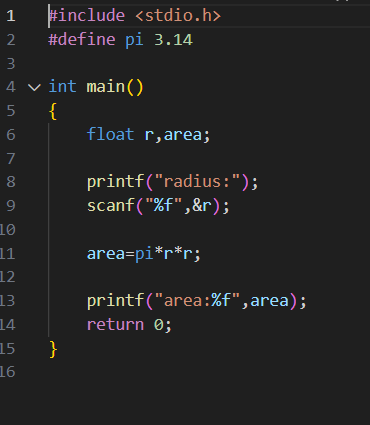 1 #include <stdio.h>
2 #define pi 3.14
3
4 int main()
5 {
6     float r,area;
7
8     printf("radius:");
9     scanf("%f",&r);
10
11     area=pi*r*r;
12
13     printf("area:%f",area);
14     return 0;
15 }
16